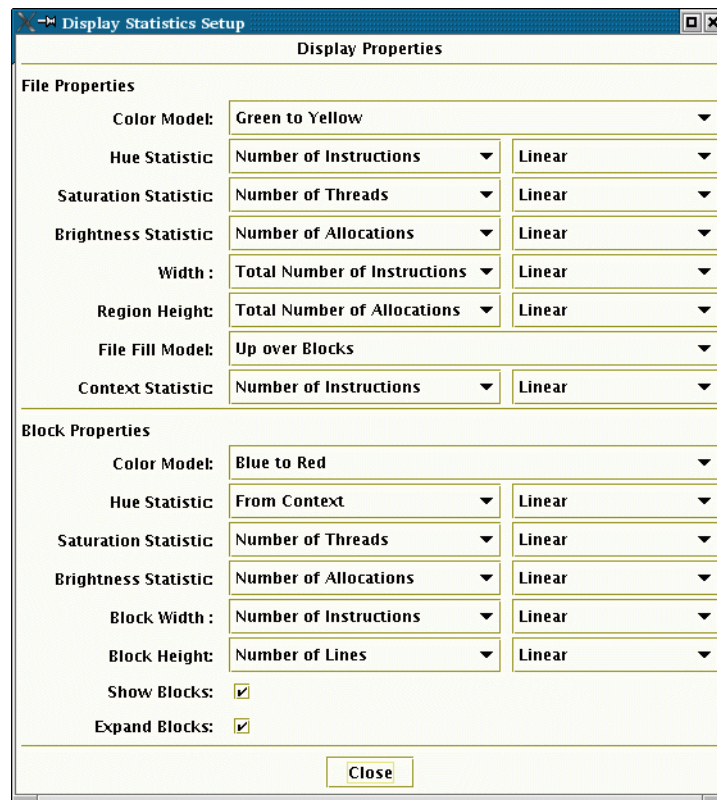 Display Statistics Setup
Display Properties
File Properties
Color Model: Green to Yellow
Hue Statistic: Number of Instructions Linear
Saturation Statistic: Number of Threads Linear
Brightness Statistic: Number of Allocations Linear
Width : Total Number of Instructions Linear
Region Height: Total Number of Allocations Linear
File Fill Model: Up over Blocks
Context Statistic: Number of Instructions Linear
Block Properties
Color Model: Blue to Red
Hue Statistic: From Context Linear
Saturation Statistic: Number of Threads Linear
Brightness Statistic: Number of Allocations Linear
Block Width : Number of Instructions Linear
Block Height: Number of Lines Linear
Show Blocks:
Expand Blocks:
Close